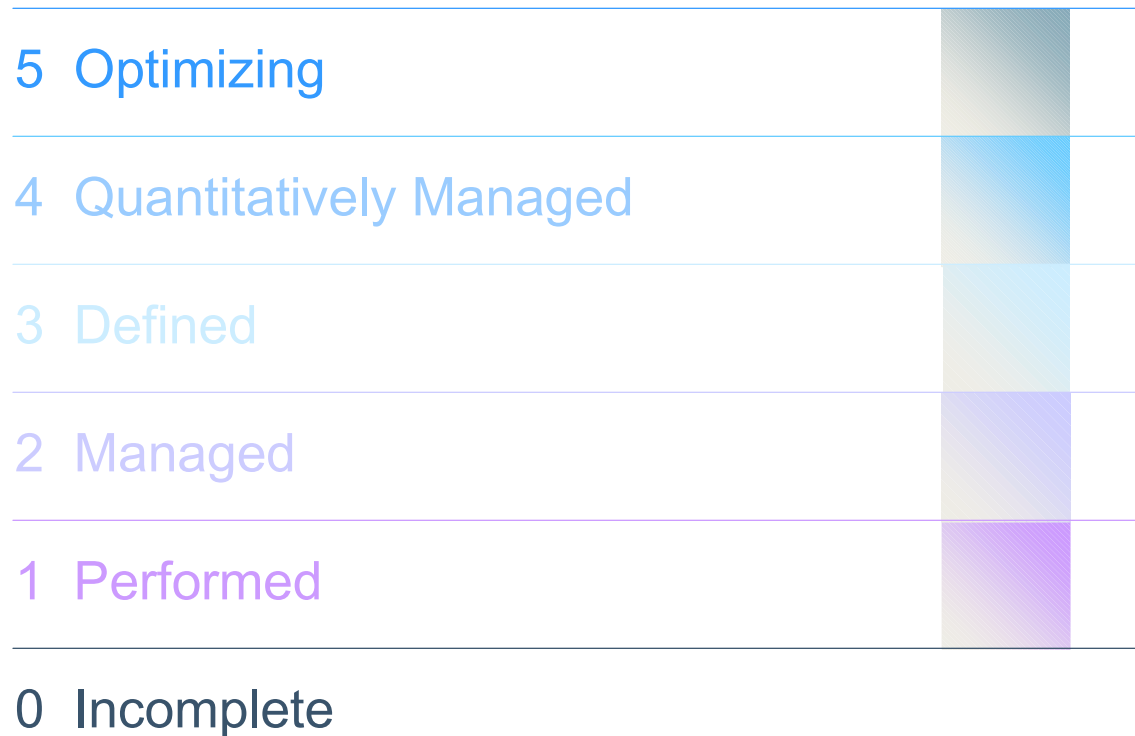 5 Optimizing
4 Quantitatively Managed
3 Defined
2 Managed
1 Performed
0 Incomplete